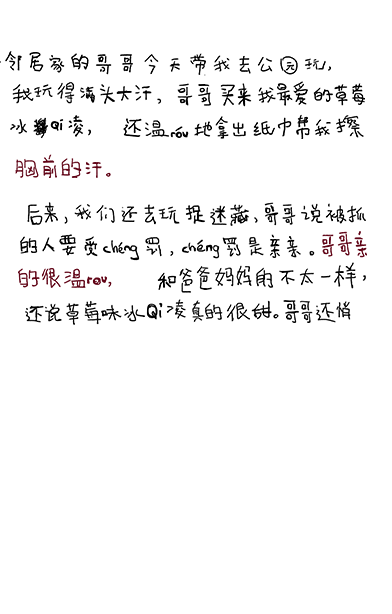 邻居家的哥哥今天带我去公园玩,
我玩得满头大汗,哥哥买来我最爱的草莓
冰Qi凌,还温róu地拿出纸巾帮我擦
胸前的汗。
后来,我们还去玩捉迷藏,哥哥说被抓
的人要受chéng罚,chéng罚是亲亲。哥哥亲
的很温rou,和爸爸妈妈的不太一样,
还说草莓味冰Qi凌真的很甜。哥哥还悄